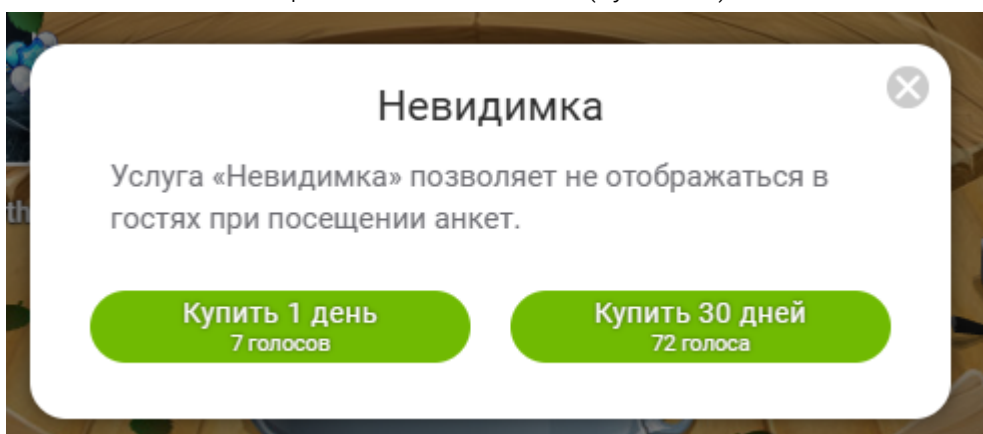 Невидимка
Услуга «Невидимка» позволяет не отображаться в
гостях при посещении анкет.
Купить 1 день
7 голосов
Купить 30 дней
72 голоса
th